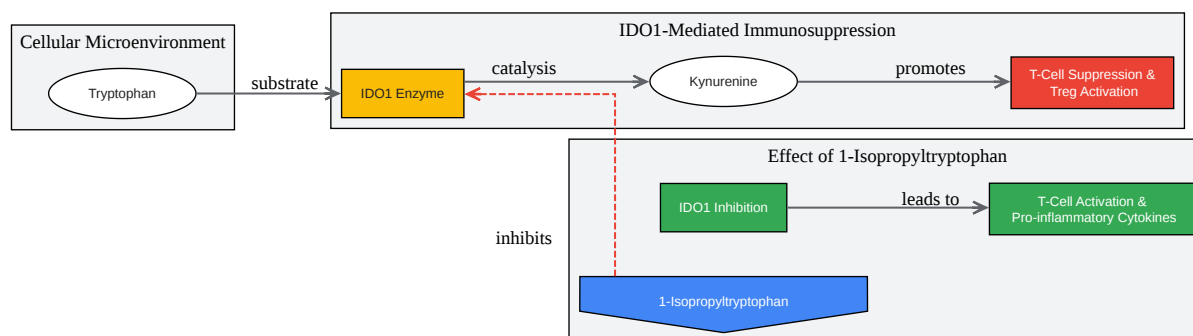 Cellular Microenvironment
Tryptophan
substrate
IDO1-Mediated Immunosuppression
IDO1 Enzyme
catalysis
Kynurenine
promotes
T-Cell Suppression &
Treg Activation
Effect of 1-Isopropyltryptophan
IDO1 Inhibition
leads to
T-Cell Activation &
Pro-inflammatory Cytokines
inhibits
1-Isopropyltryptophan